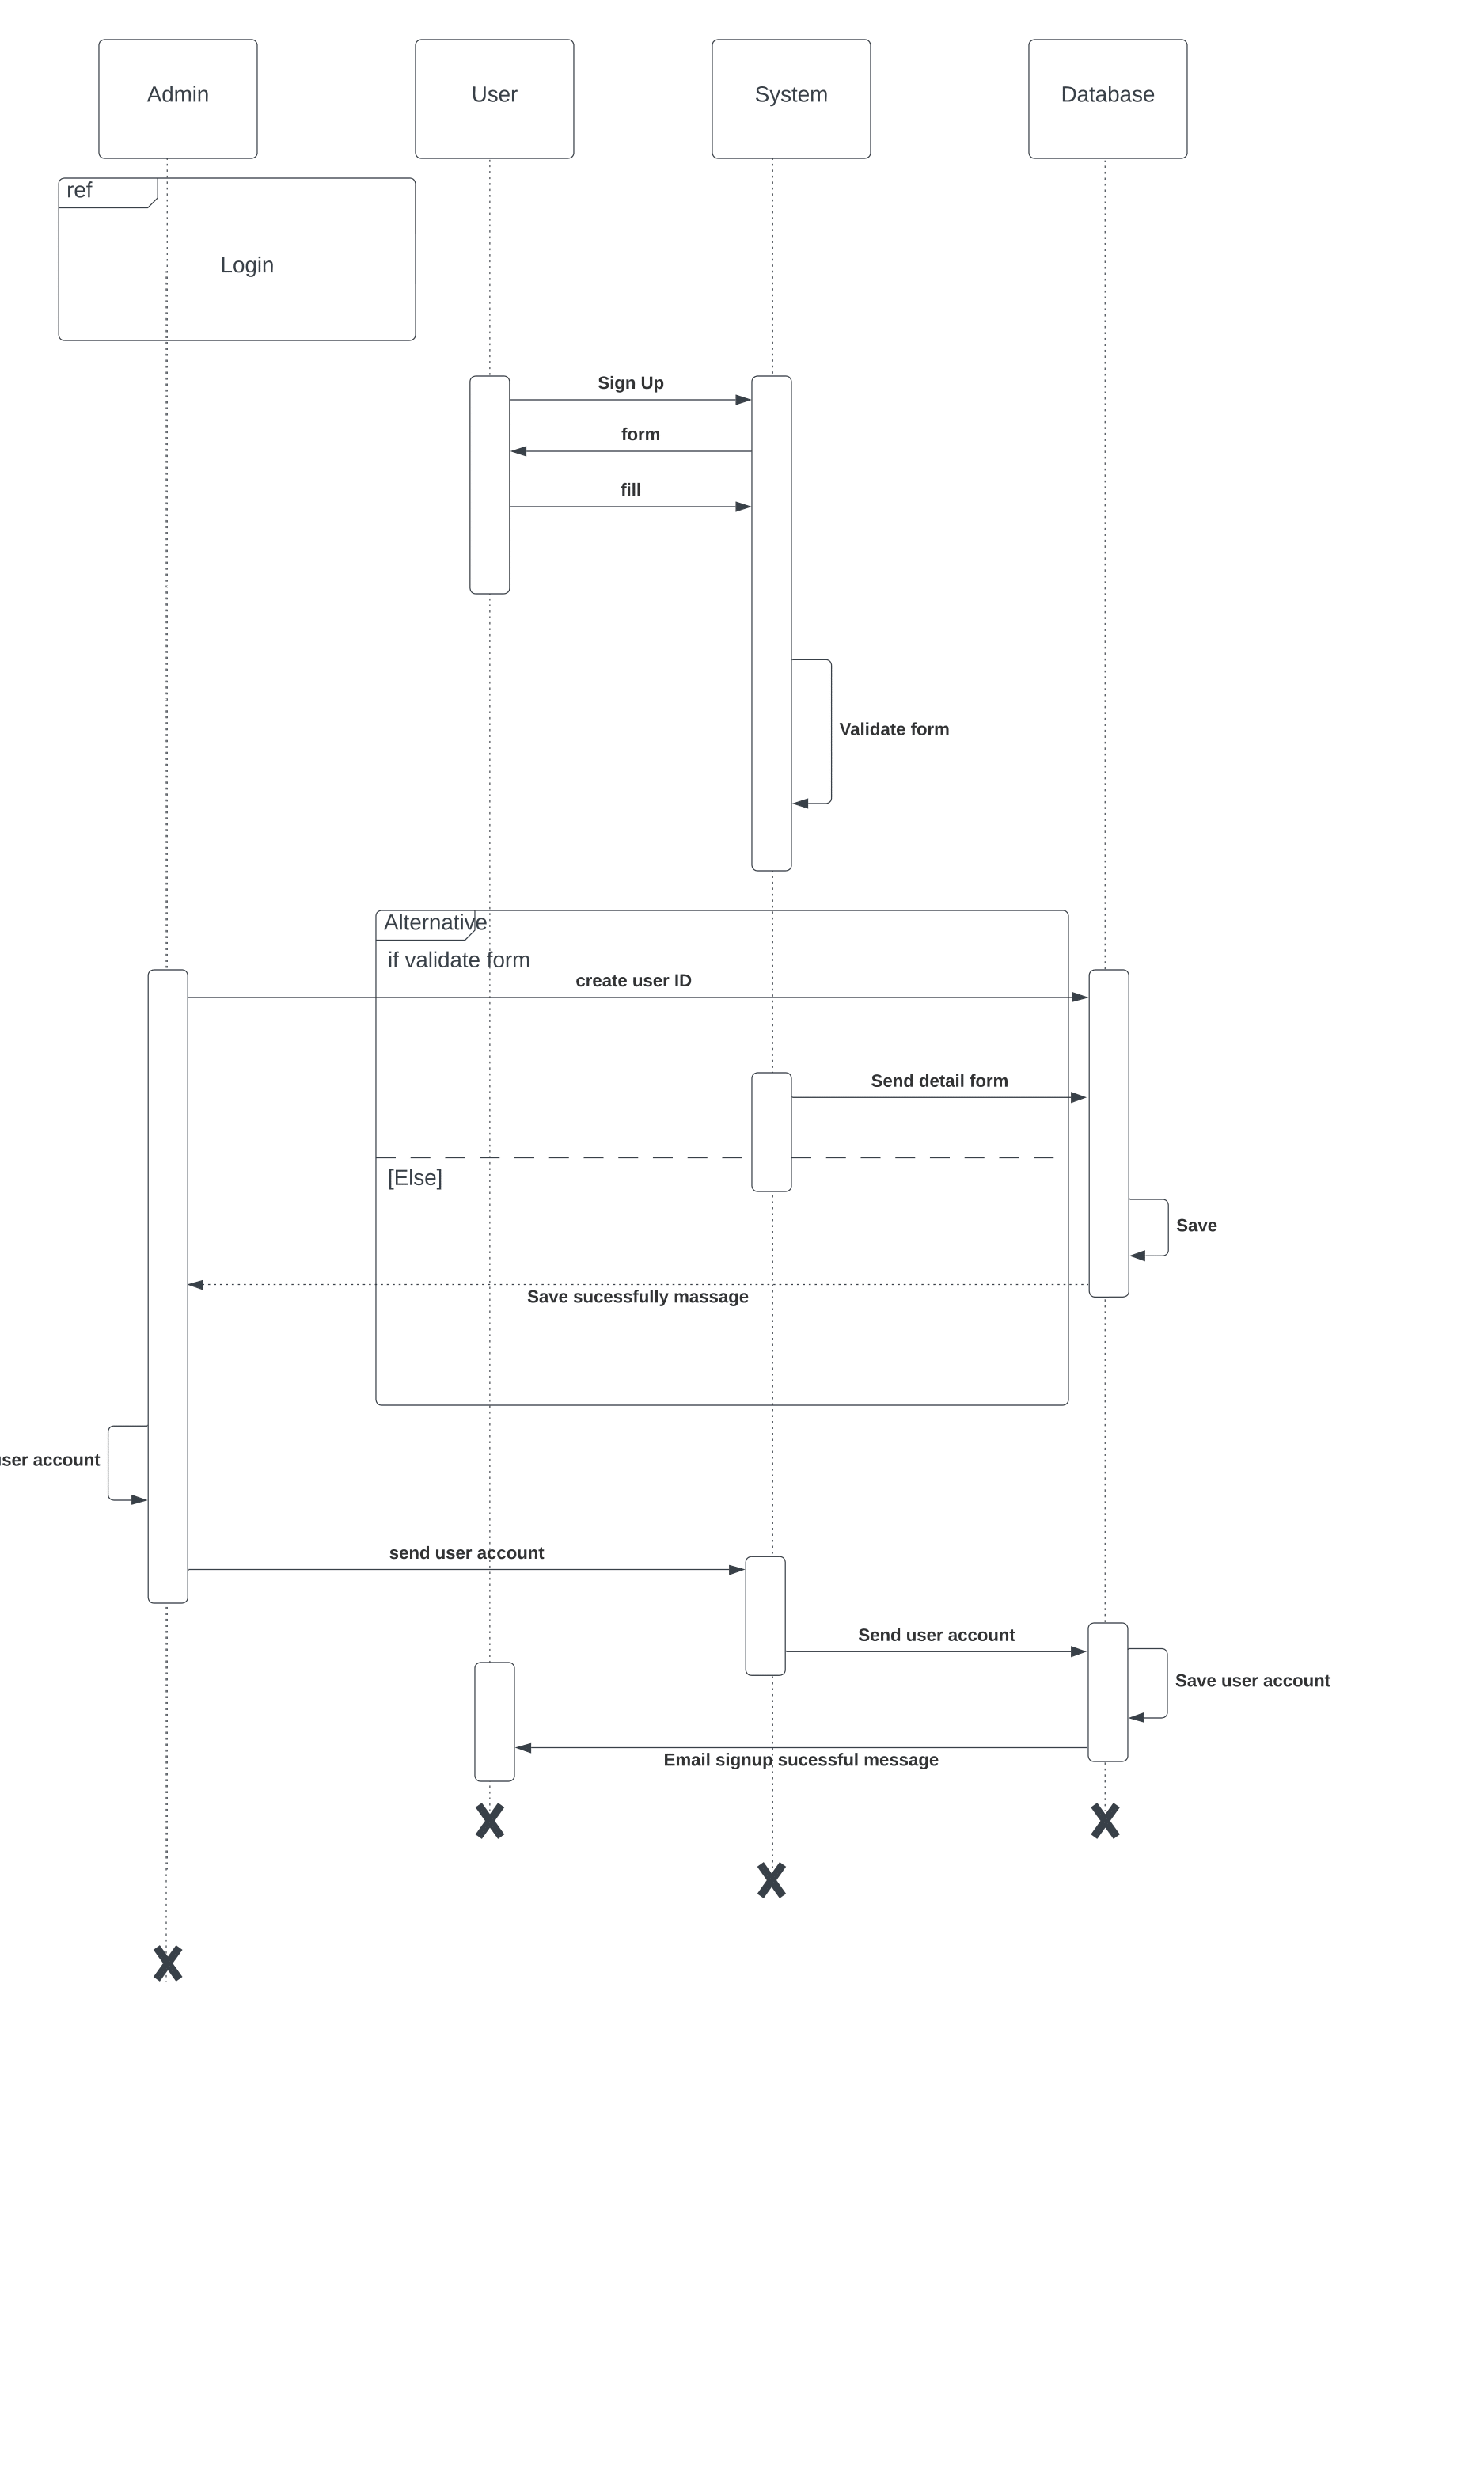 Admin
User
System
Database
ref
Login
Sign Up
form
fill
Validate form
Alternative
if validate form
create user ID
Send detail form
[Else]
Save
Save sucessfully massage
user account
send user account
Send user account
Save user account
Email signup sucessful message